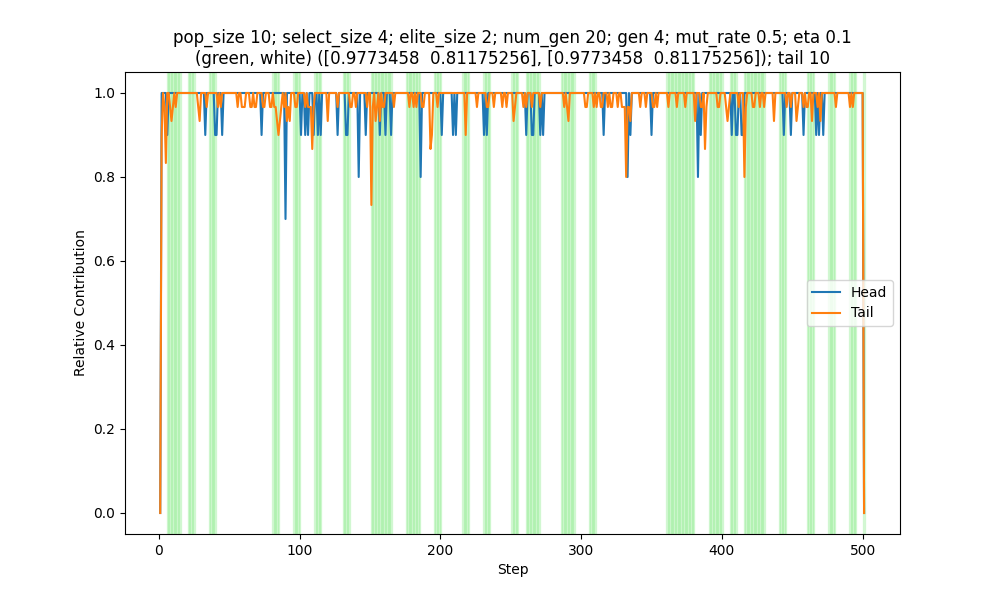 pop_size 10; select_size 4; elite_size 2; num_gen 20; gen 4; mut_rate 0.5; eta 0.1
(green, white) ([0.9773458  0.81175256], [0.9773458  0.81175256]); tail 10
1.0
0.8
0.6
0.4
0.2
0.0
Relative Contribution
Head
Tail
0
100
200
300
400
500
Step